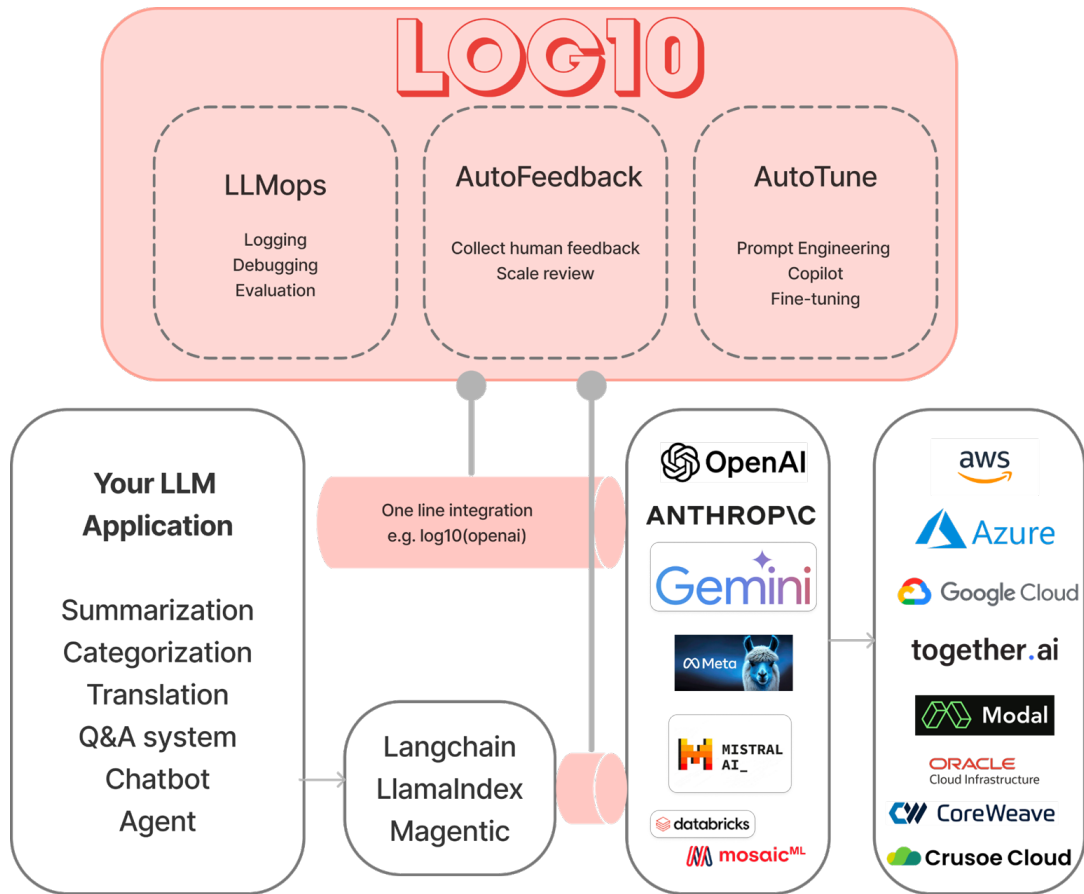 LOG10
LLMops
Logging
Debugging
Evaluation
AutoFeedback
Collect human feedback
Scale review
AutoTune
Prompt Engineering
Copilot
Fine-tuning
Your LLM
Application
Summarization
Categorization
Translation
Q&A system
Chatbot
Agent
One line integration
e.g. log10(openai)
Langchain
LlamaIndex
Magentic
OpenAI
ANTHROP\C
Gemini
Meta
MISTRAL
AI_
databricks
mosaicML
aws
Azure
Google Cloud
together.ai
Modal
ORACLE
Cloud Infrastructure
CoreWeave
Crusoe Cloud